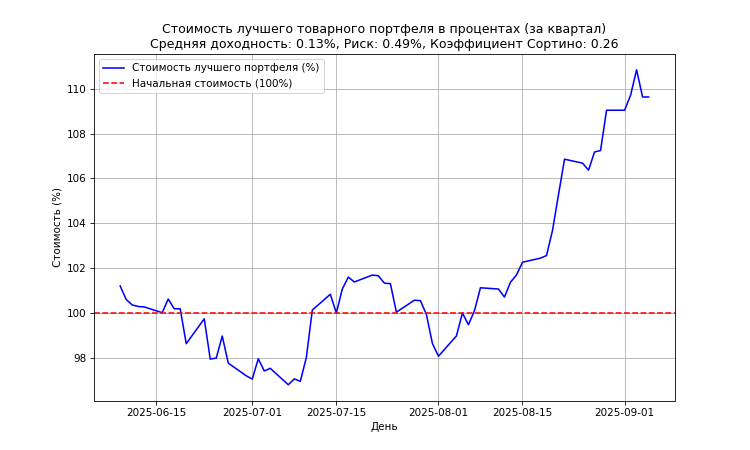 Стоимость лучшего товарного портфеля в процентах (за квартал)
Средняя доходность: 0.13%, Риск: 0.49%, Коэффициент Сортино: 0.26
Стоимость лучшего портфеля (%)
Начальная стоимость (100%)
Стоимость (%)
110
108
106
104
102
100
98
2025-06-15
2025-07-01
2025-07-15
2025-08-01
2025-08-15
2025-09-01
День